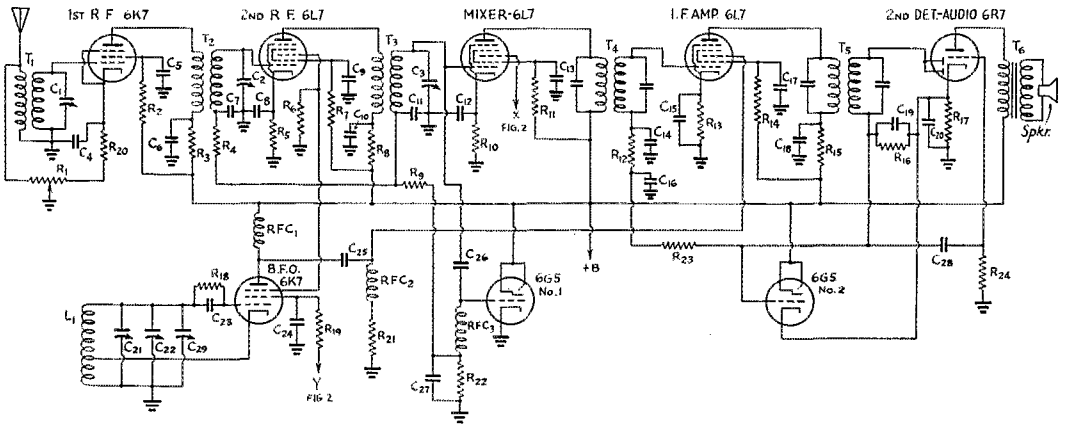 1ST R F. 6K7
2ND R F. 6L7
MIXER-6L7
I.F. AMP. 6L7
2ND DET.-AUDIO 6R7
T1
T2
T3
T4
T5
T6
C5
C2
C9
C3
C13
C17
C1
R2
C7
C8
R6
R7
C11
C12
R11
C15
R13
R14
C19
C20
R17
Spkr.
C4
R20
C6
R3
R4
R5
C10
R8
R10
X
FIG. 2
C14
R12
C16
C18
R15
R16
R1
R9
RFC1
C25
C26
+B
R23
C28
R24
B.F.O.
6K7
RFC2
6G5
No.1
6G5
No.2
R18
C23
L1
C21
C22
C29
C24
R19
R21
RFC3
Y
FIG 2
C27
R22